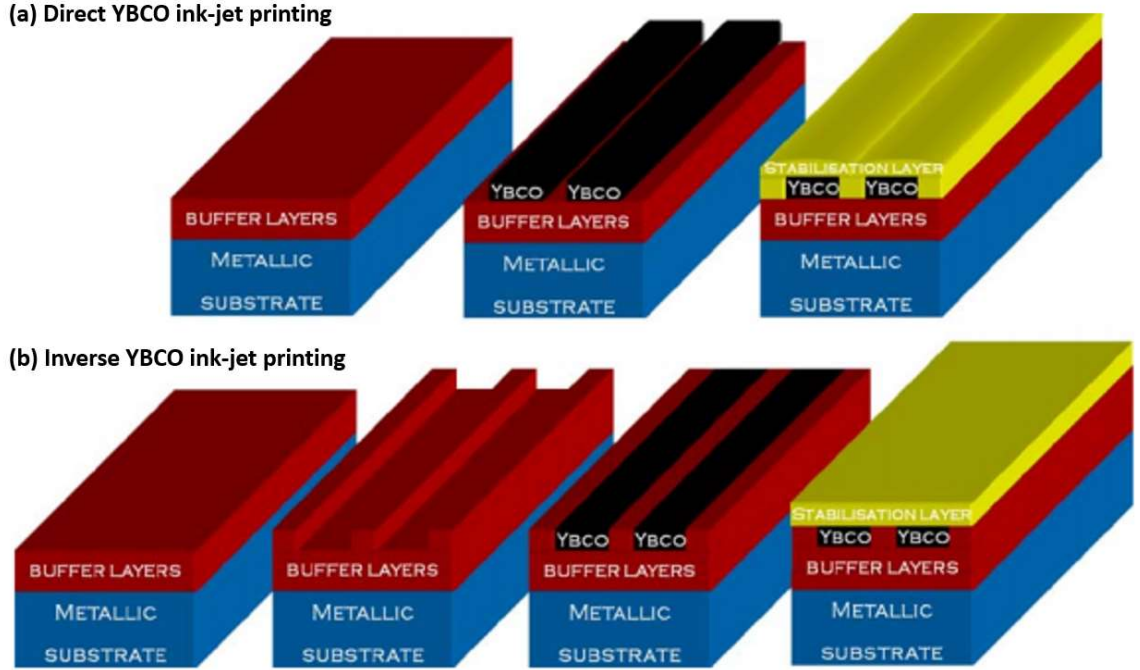 (a) Direct YBCO ink-jet printing
BUFFER LAYERS
METALLIC
SUBSTRATE
YBCO YBCO
BUFFER LAYERS
METALLIC
SUBSTRATE
STABILISATION LAYER
YBCO YBCO
BUFFER LAYERS
METALLIC
SUBSTRATE
(b) Inverse YBCO ink-jet printing
BUFFER LAYERS
METALLIC
SUBSTRATE
BUFFER LAYERS
METALLIC
SUBSTRATE
YBCO YBCO
BUFFER LAYERS
METALLIC
SUBSTRATE
STABILISATION LAYER
YBCO YBCO
BUFFER LAYERS
METALLIC
SUBSTRATE